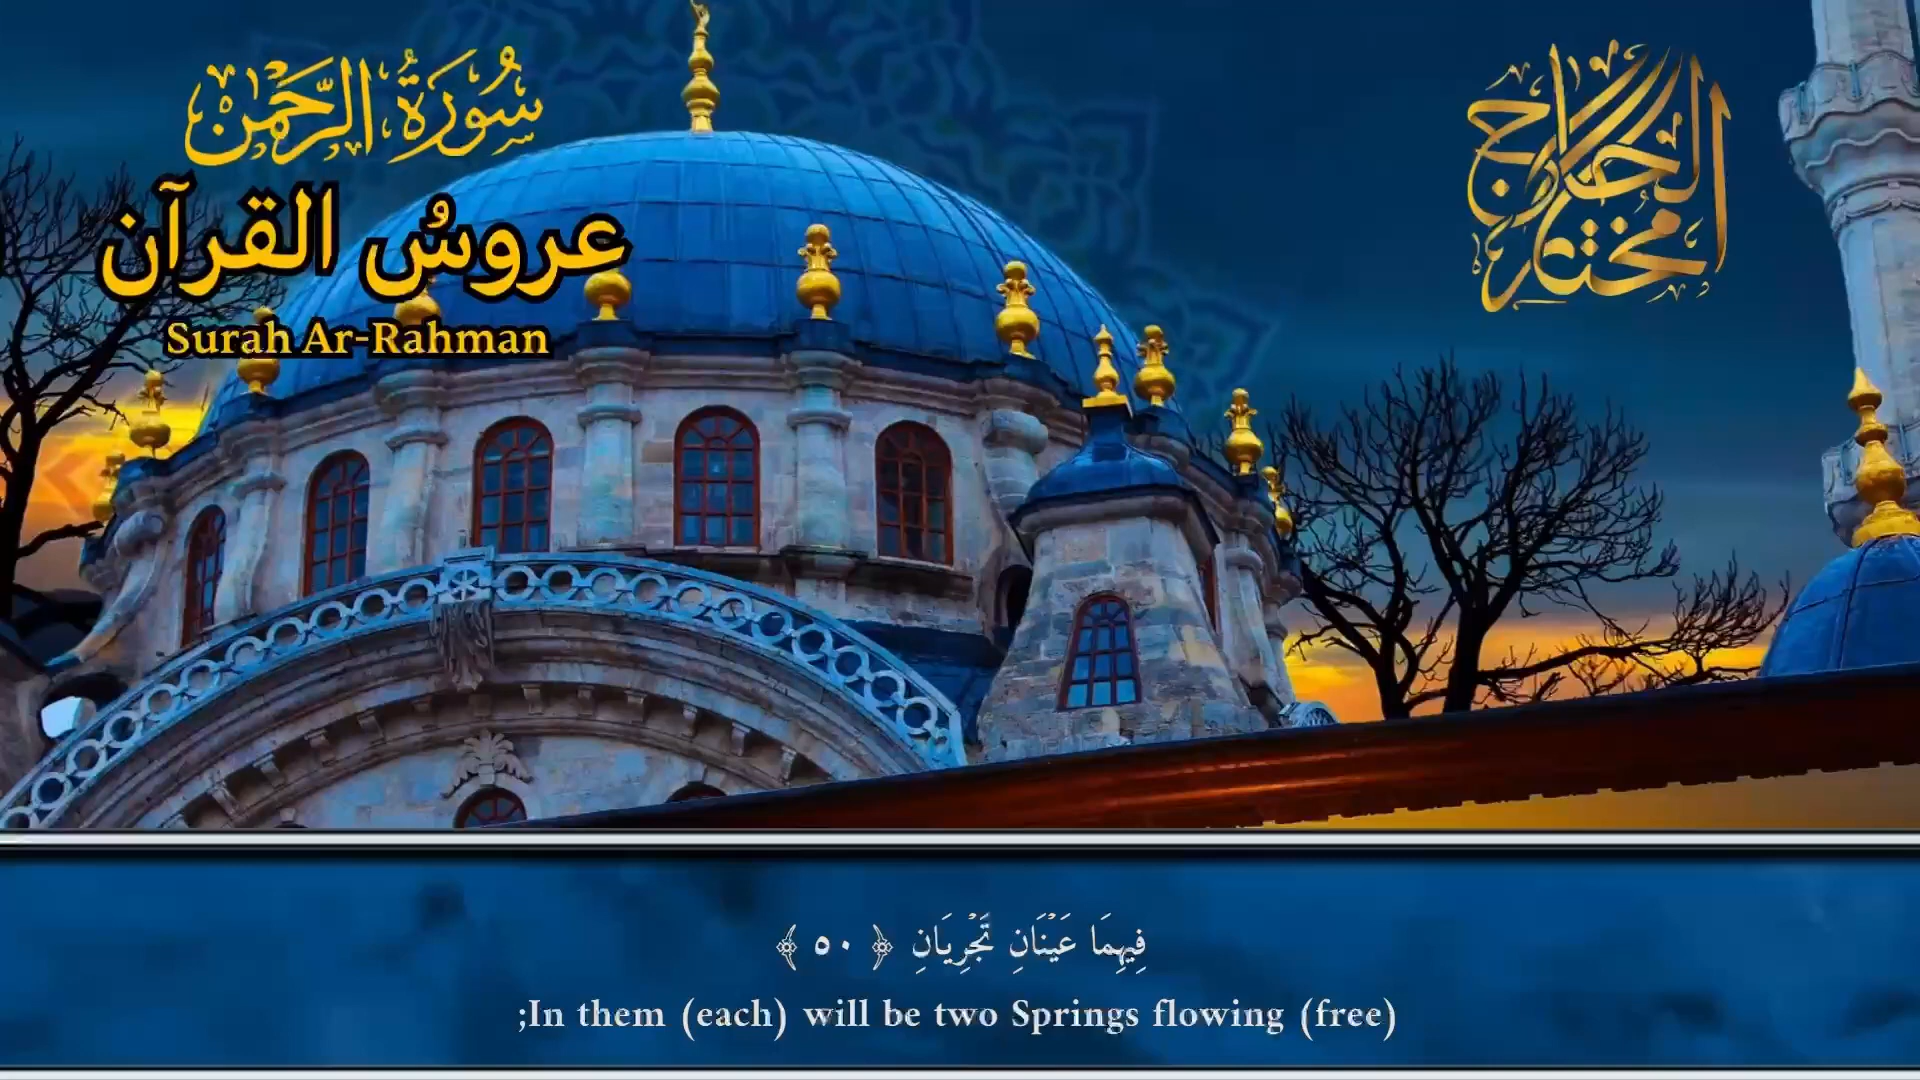 سُورَةُ الرَّحْمَٰن
عروسُ القرآن
Surah Ar-Rahman
الحاج
مختار
فِيهِمَا عَيْنَانِ تَجْرِيَانِ ﴿٥٠﴾
;In them (each) will be two Springs flowing (free)